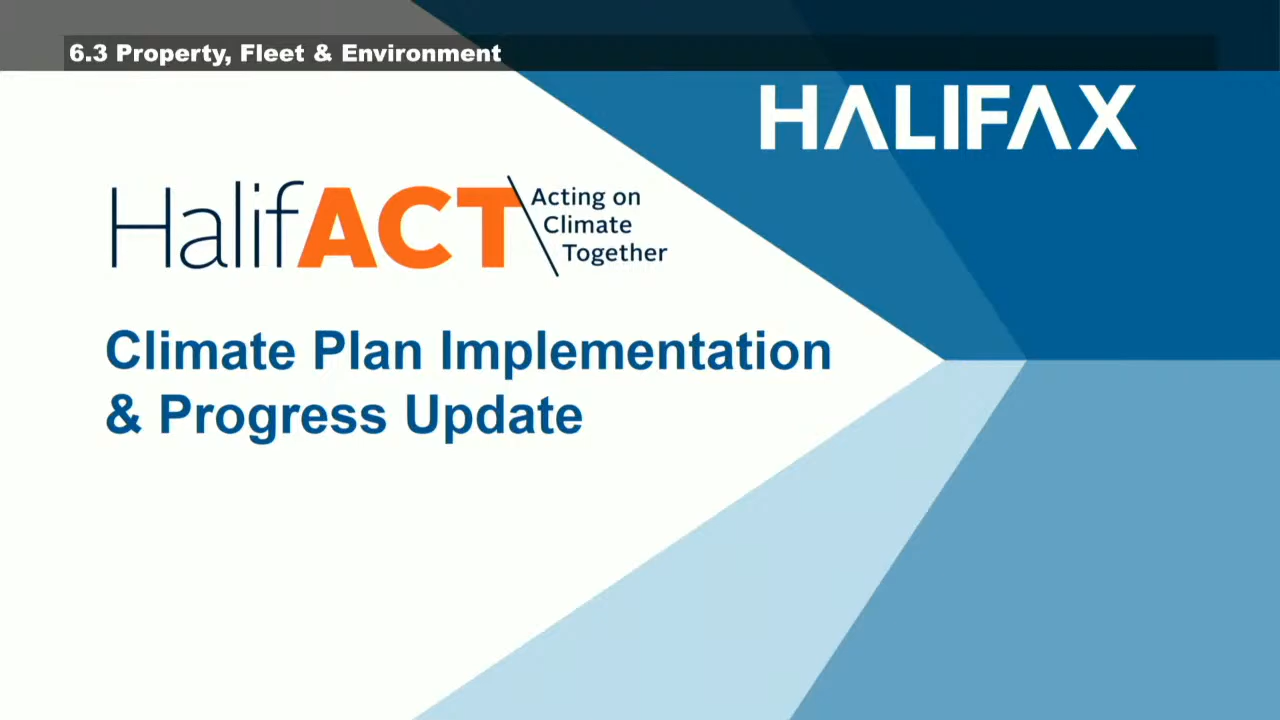 6.3 Property, Fleet & Environment
HALIFAX
HalifACT
Acting on
Climate
Together
Climate Plan Implementation
& Progress Update